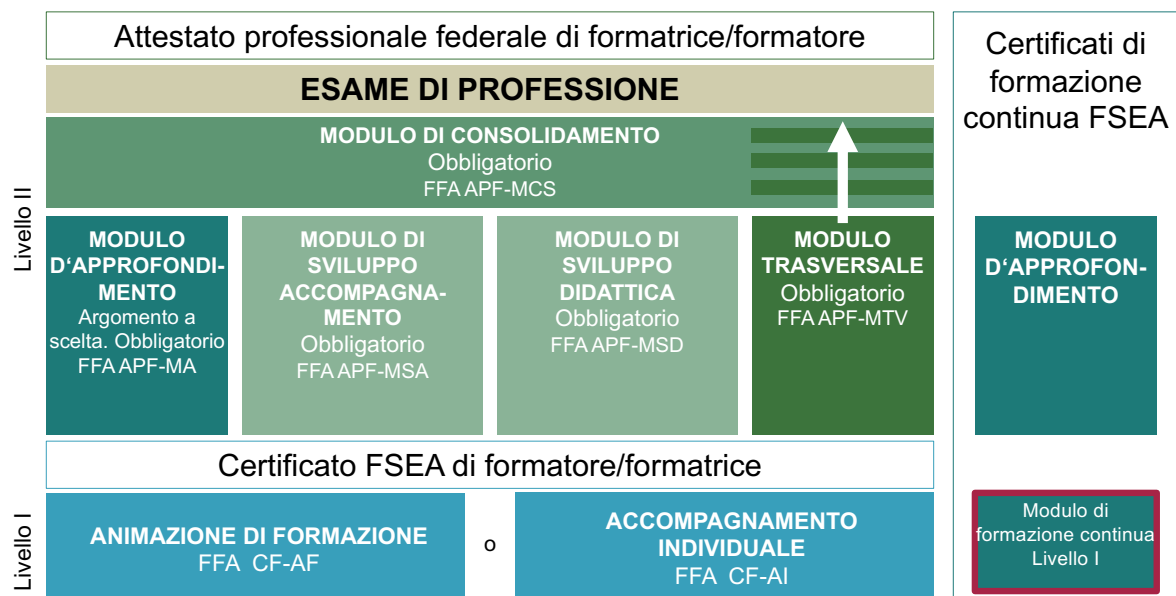 Attestato professionale federale di formatrice/formatore
ESAME DI PROFESSIONE
MODULO DI CONSOLIDAMENTO
Obbligatorio
FFA APF-MCS
Livello II
MODULO
D'APPROFONDI-
MENTO
Argomento a
scelta. Obbligatorio
FFA APF-MA
MODULO DI
SVILUPPO
ACCOMPAGNA-
MENTO
Obbligatorio
FFA APF-MSA
MODULO DI
SVILUPPO
DIDATTICA
Obbligatorio
FFA APF-MSD
MODULO
TRASVERSALE
Obbligatorio
FFA APF-MTV
Certificato FSEA di formatore/formatrice
Livello I
ANIMAZIONE DI FORMAZIONE
FFA CF-AF
o
ACCOMPAGNAMENTO
INDIVIDUALE
FFA CF-AI
Certificati di
formazione
continua FSEA
MODULO
D'APPROFON-
DIMENTO
Modulo di
formazione continua
Livello I